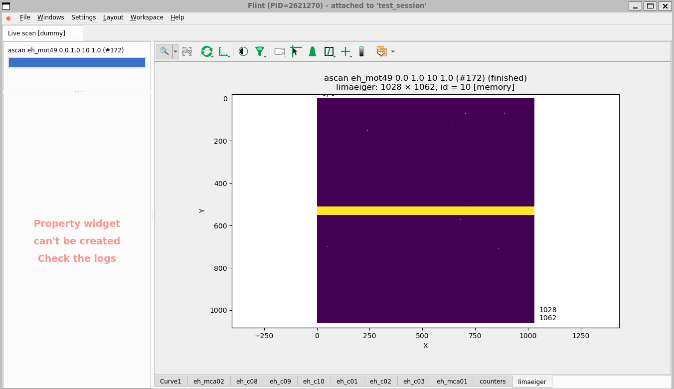 Flint (PID=2621270) - attached to 'test_session'
File Windows Settings Layout Workspace Help
Live scan [dummy]
ascan eh_mot49 0.0 1.0 10 1.0 (#172)
Property widget
can't be created
Check the logs
ascan eh_mot49 0.0 1.0 10 1.0 (#172) (finished)
limaeiger: 1028 × 1062, id = 10 [memory]
0
200
400
600
800
1000
Y
1028
1062
−250 0 250 500 750 1000 1250
X
Curve1 eh_mca02 eh_c08 eh_c09 eh_c10 eh_c01 eh_c02 eh_c03 eh_mca01 counters limaeiger